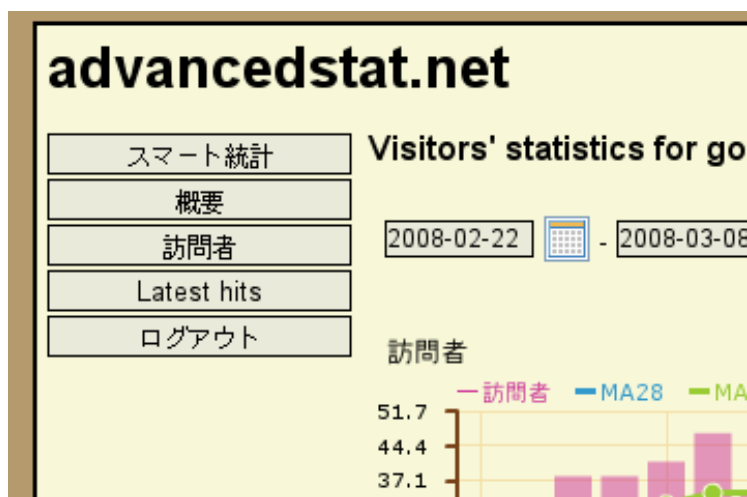 advancedstat.net
スマート統計
概要
訪問者
Latest hits
ログアウト
Visitors' statistics for go
2008-02-22 - 2008-03-08
訪問者
訪問者 MA28 MA
51.7
44.4
37.1